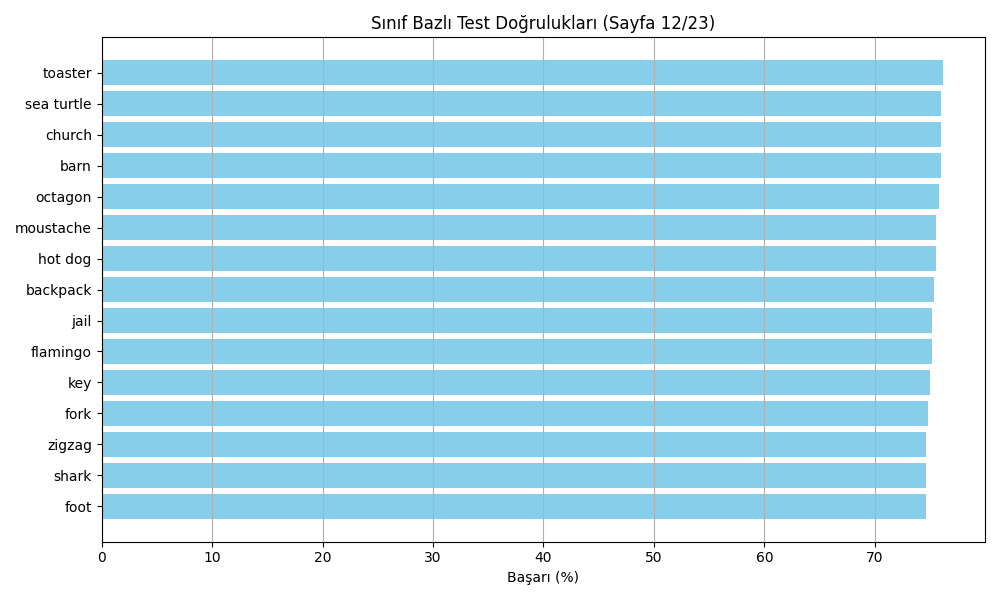 Sınıf Bazlı Test Doğrulukları (Sayfa 12/23)
toaster
sea turtle
church
barn
octagon
moustache
hot dog
backpack
jail
flamingo
key
fork
zigzag
shark
foot
0 10 20 30 40 50 60 70
Başarı (%)